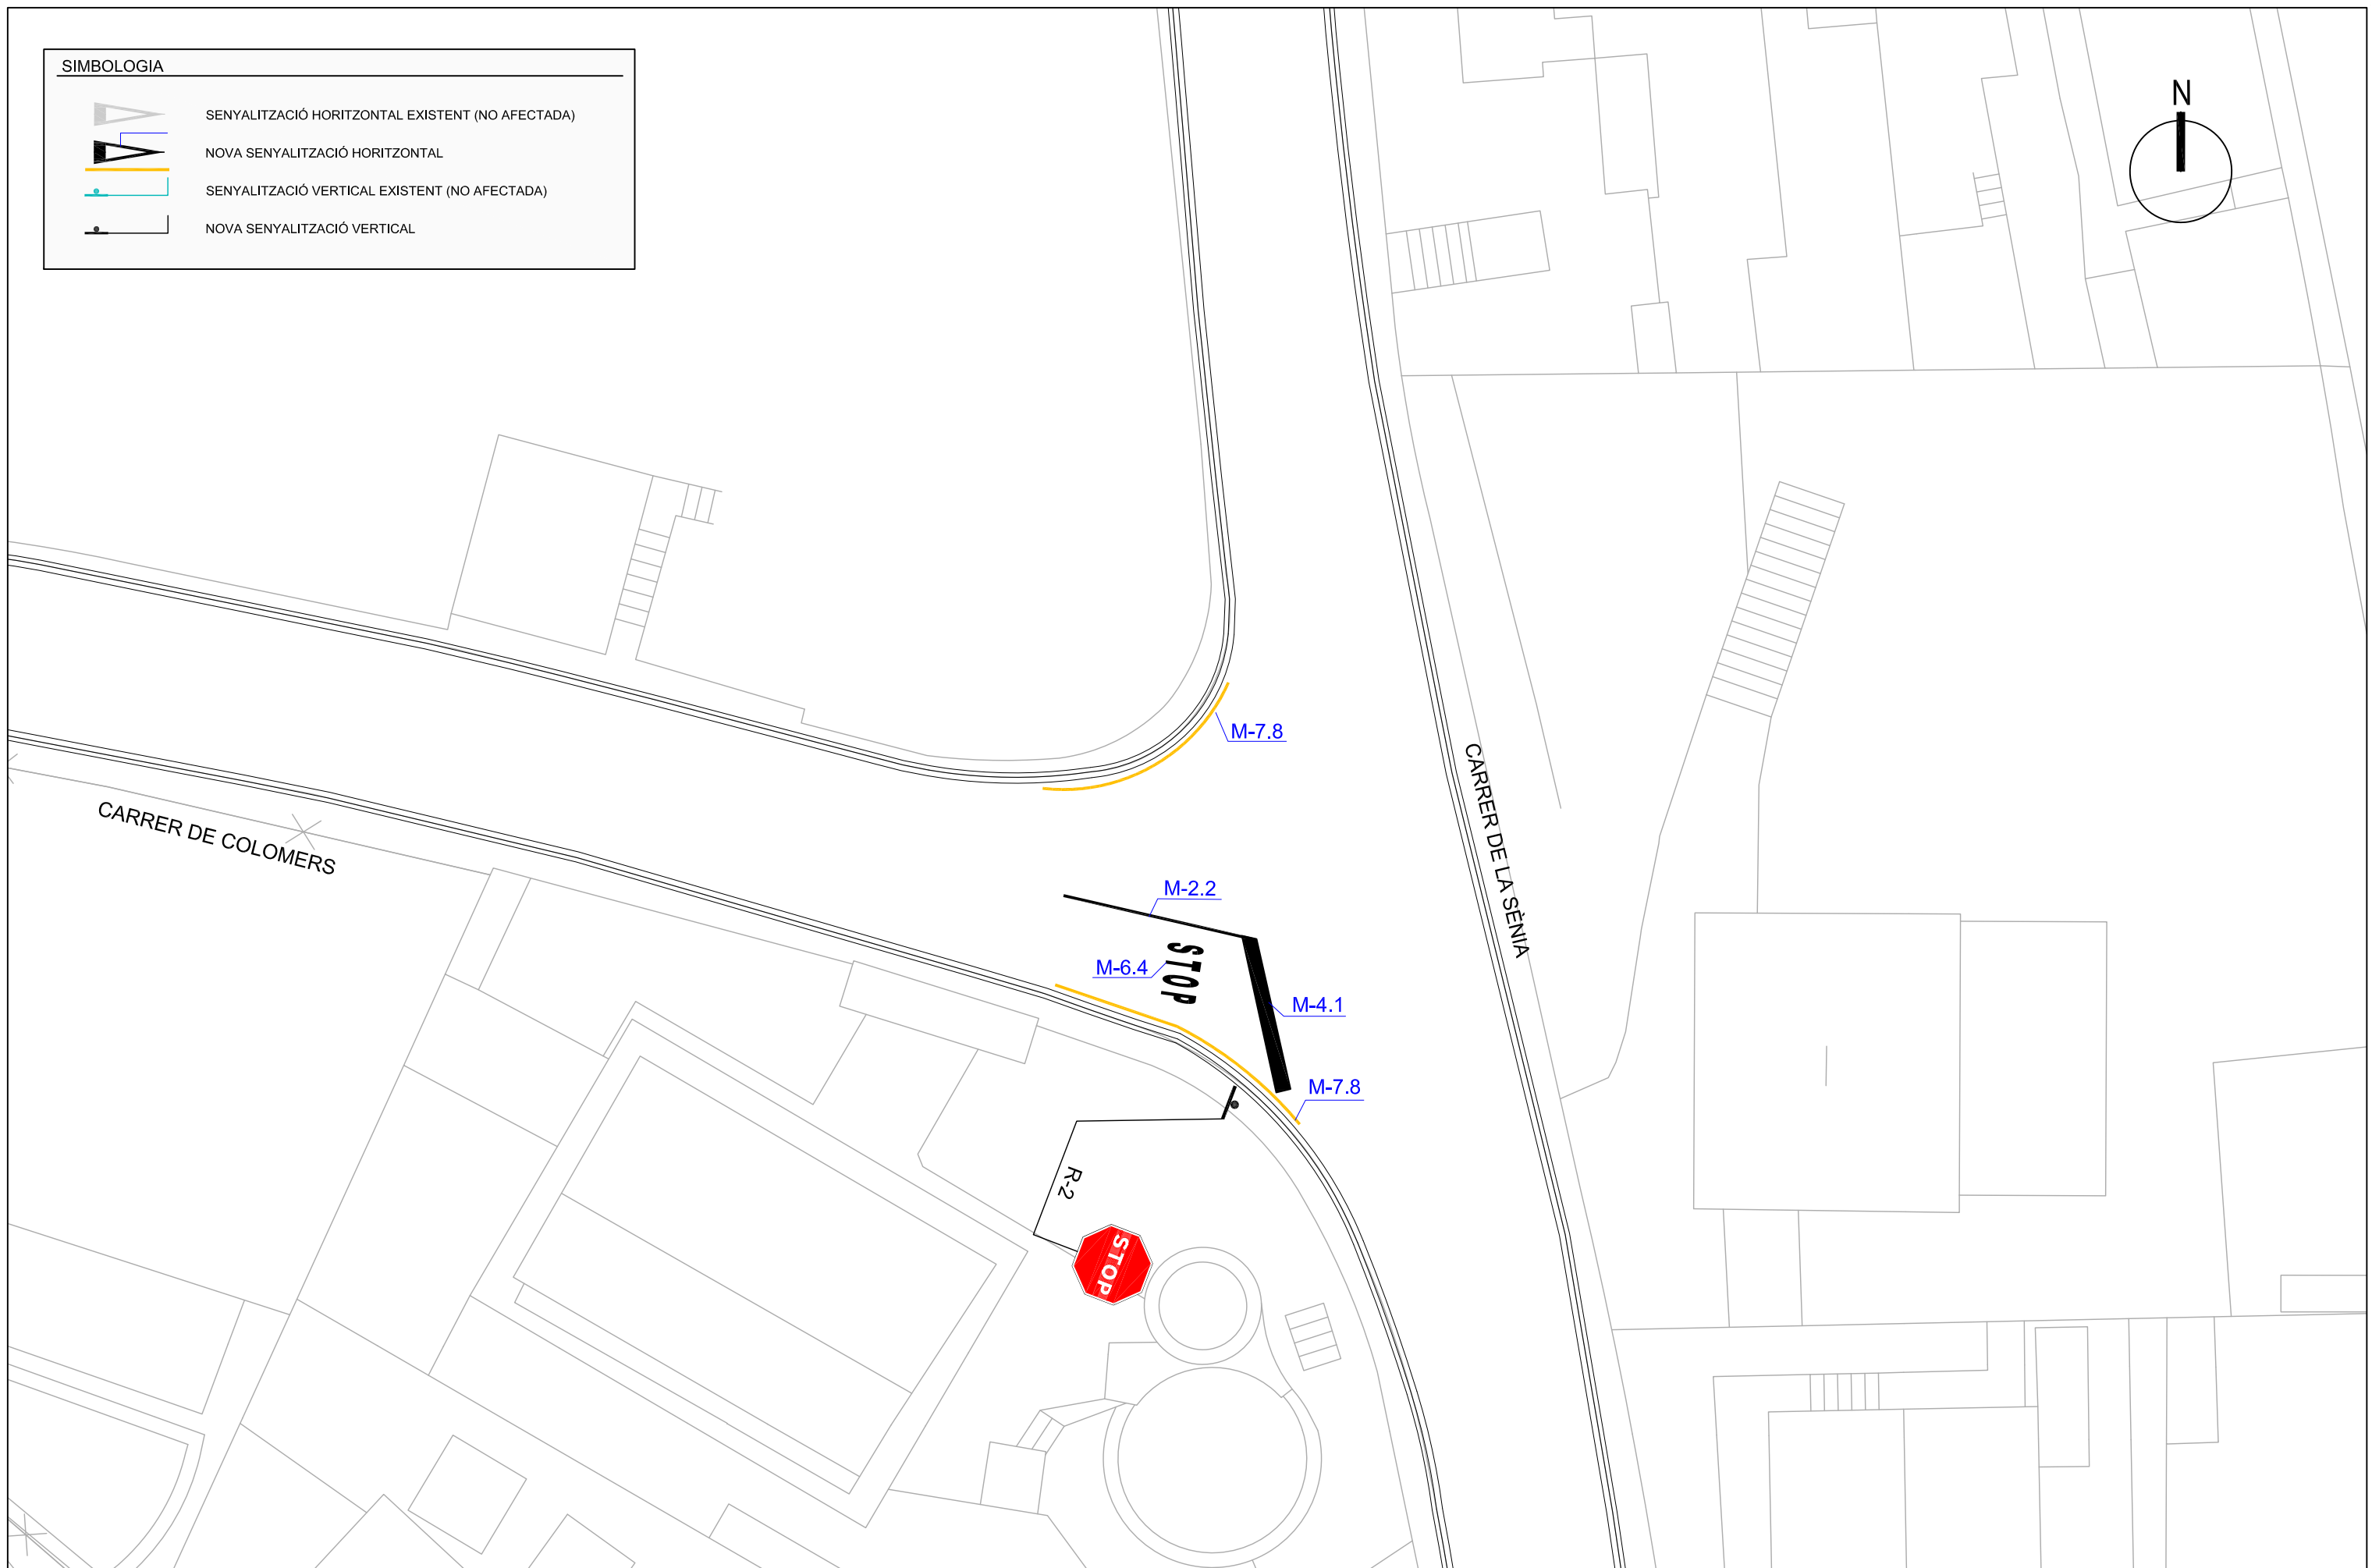 SIMBOLOGIA
SENYALITZACIÓ HORITZONTAL EXISTENT (NO AFECTADA)
NOVA SENYALITZACIÓ HORITZONTAL
SENYALITZACIÓ VERTICAL EXISTENT (NO AFECTADA)
NOVA SENYALITZACIÓ VERTICAL
N
M-7.8
CARRER DE COLOMERS
CARRER DE LA SÈNIA
M-2.2
STOP
M-6.4
M-4.1
M-7.8
R-2
STOP